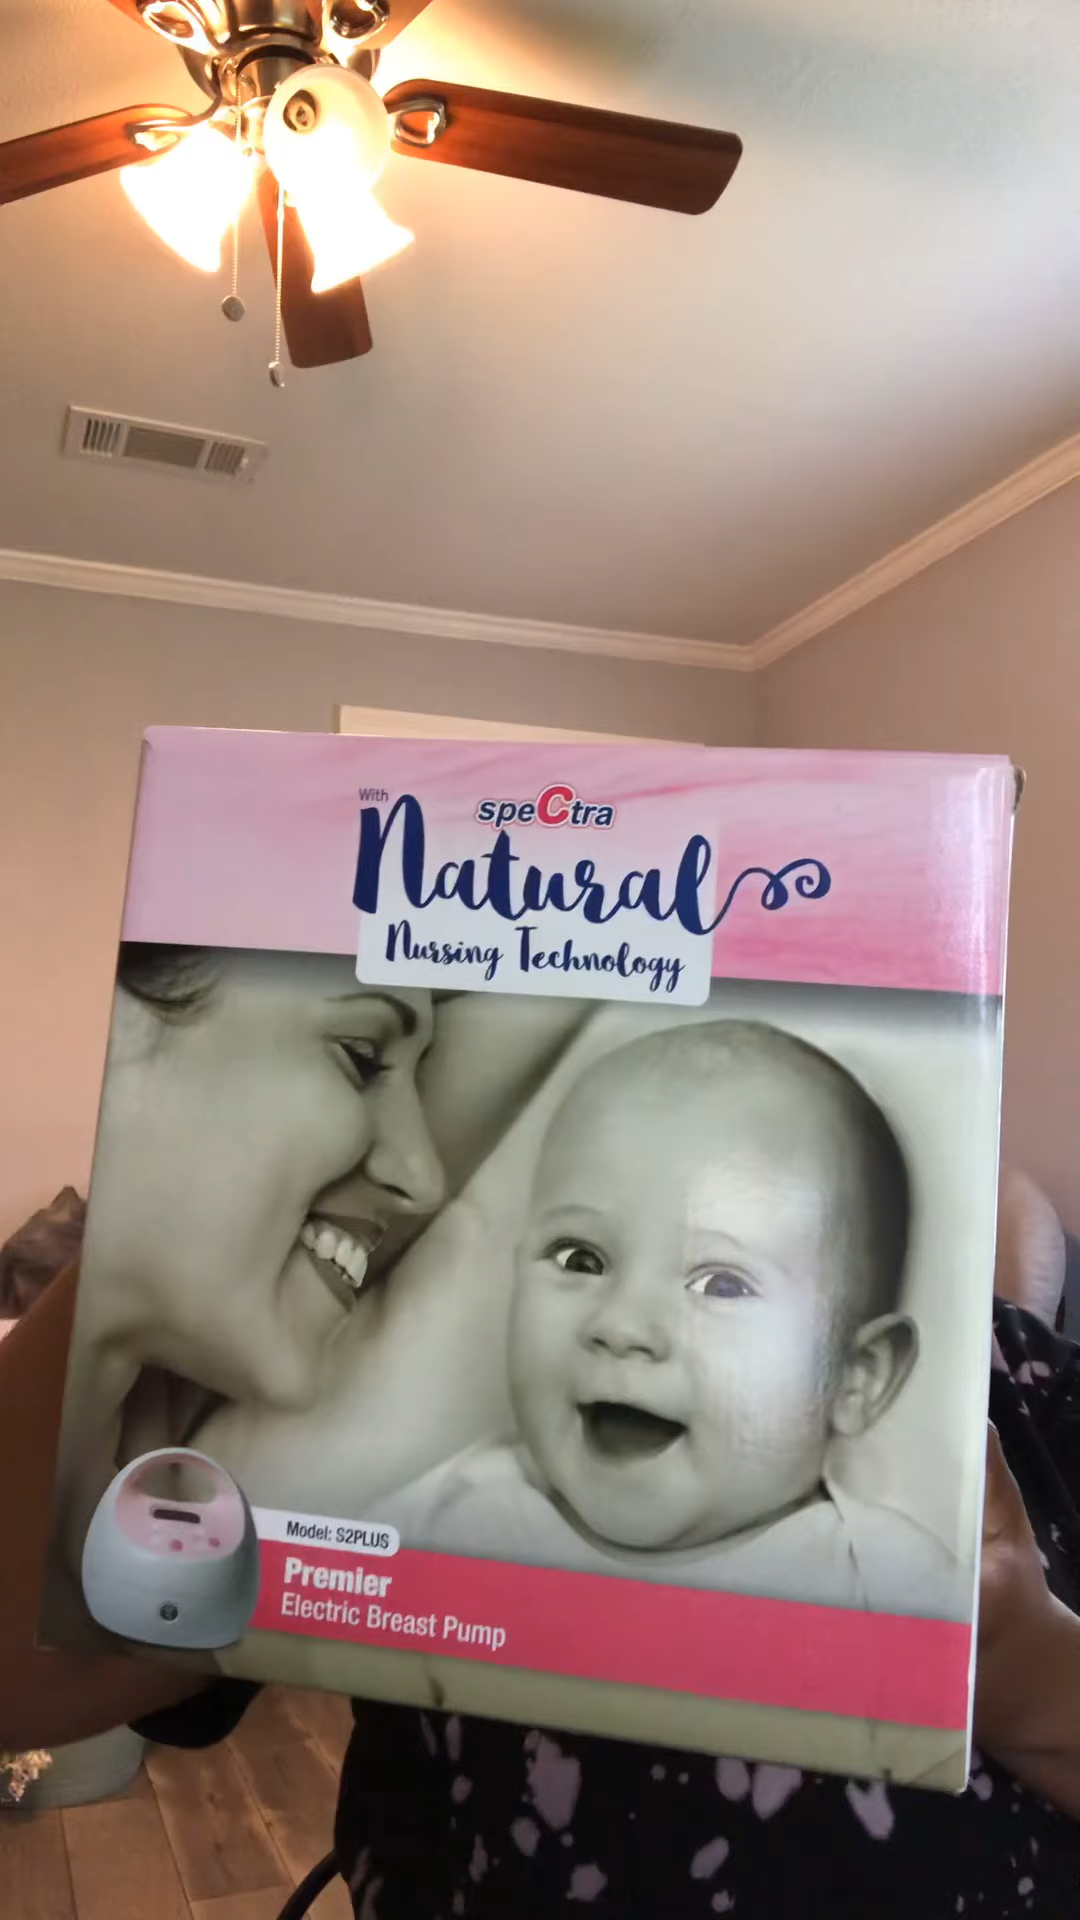 With
speCtra
Natural
Nursing Technology
Model: S2PLUS
Premier
Electric Breast Pump